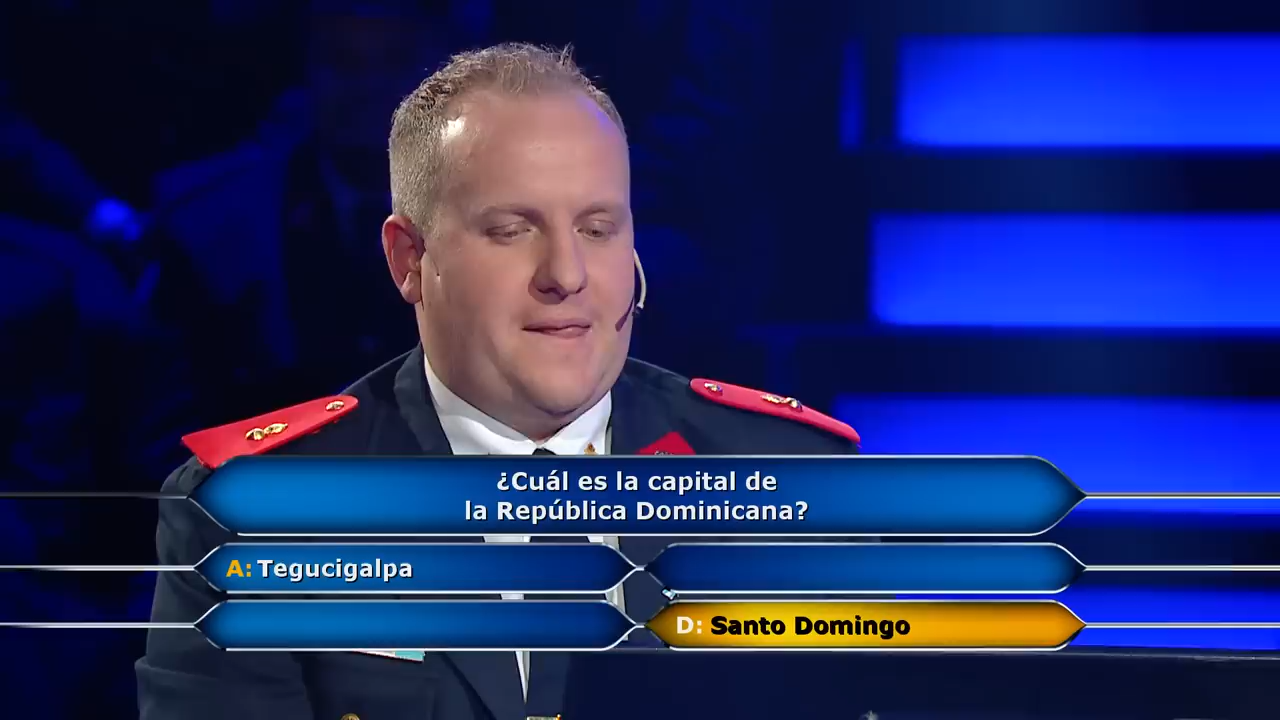 ¿Cuál es la capital de
la República Dominicana?
A: Tegucigalpa
D: Santo Domingo